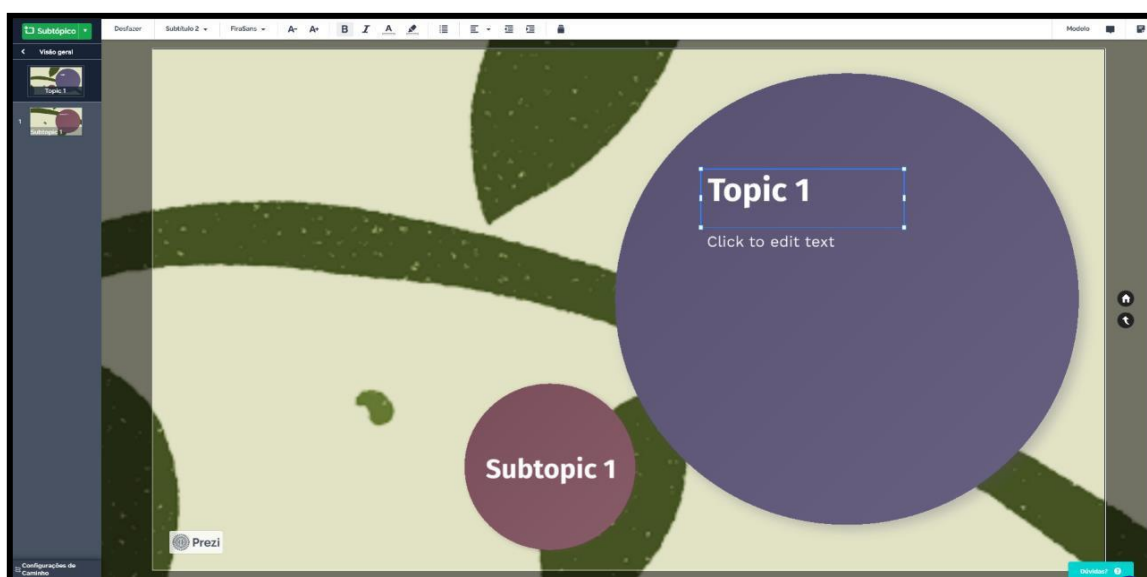 Subtópico
Desfazer Subtítulo 2 FiraSans A- A+ B I A Modelo
Visão geral
Topic 1
1
Subtopic 1
Topic 1
Click to edit text
Subtopic 1
Prezi
Configurações de
Caminho
Dúvidas? ?